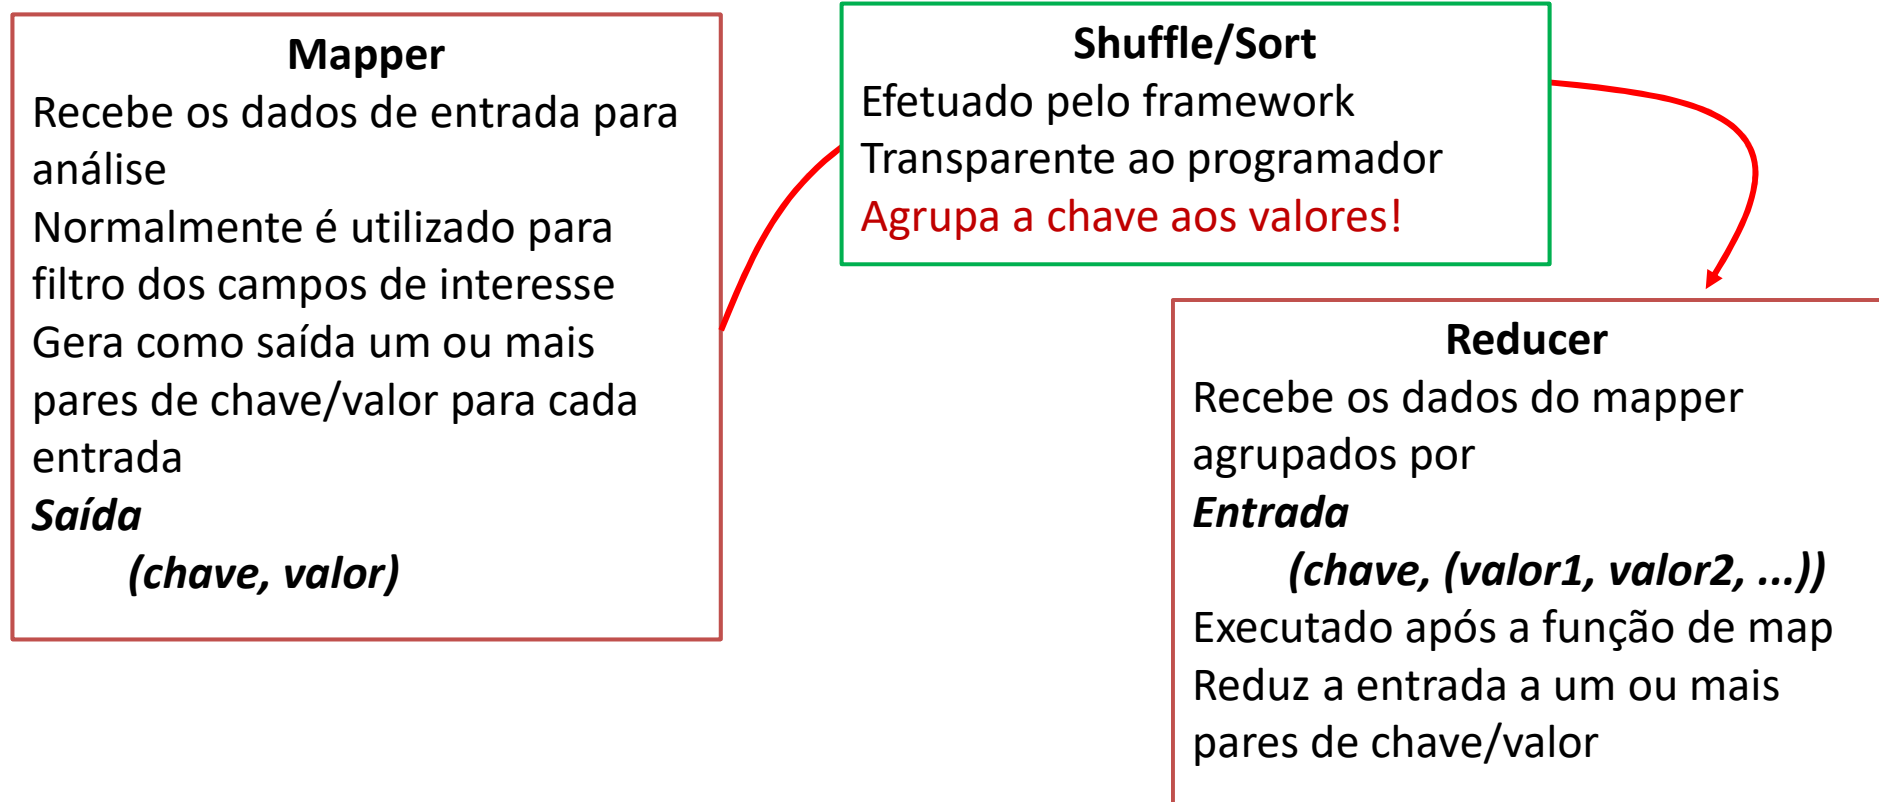 Mapper
Recebe os dados de entrada para
análise
Normalmente é utilizado para
filtro dos campos de interesse
Gera como saída um ou mais
pares de chave/valor para cada
entrada
Saída
(chave, valor)
Shuffle/Sort
Efetuado pelo framework
Transparente ao programador
Agrupa a chave aos valores!
Reducer
Recebe os dados do mapper
agrupados por
Entrada
(chave, (valor1, valor2, ...))
Executado após a função de map
Reduz a entrada a um ou mais
pares de chave/valor